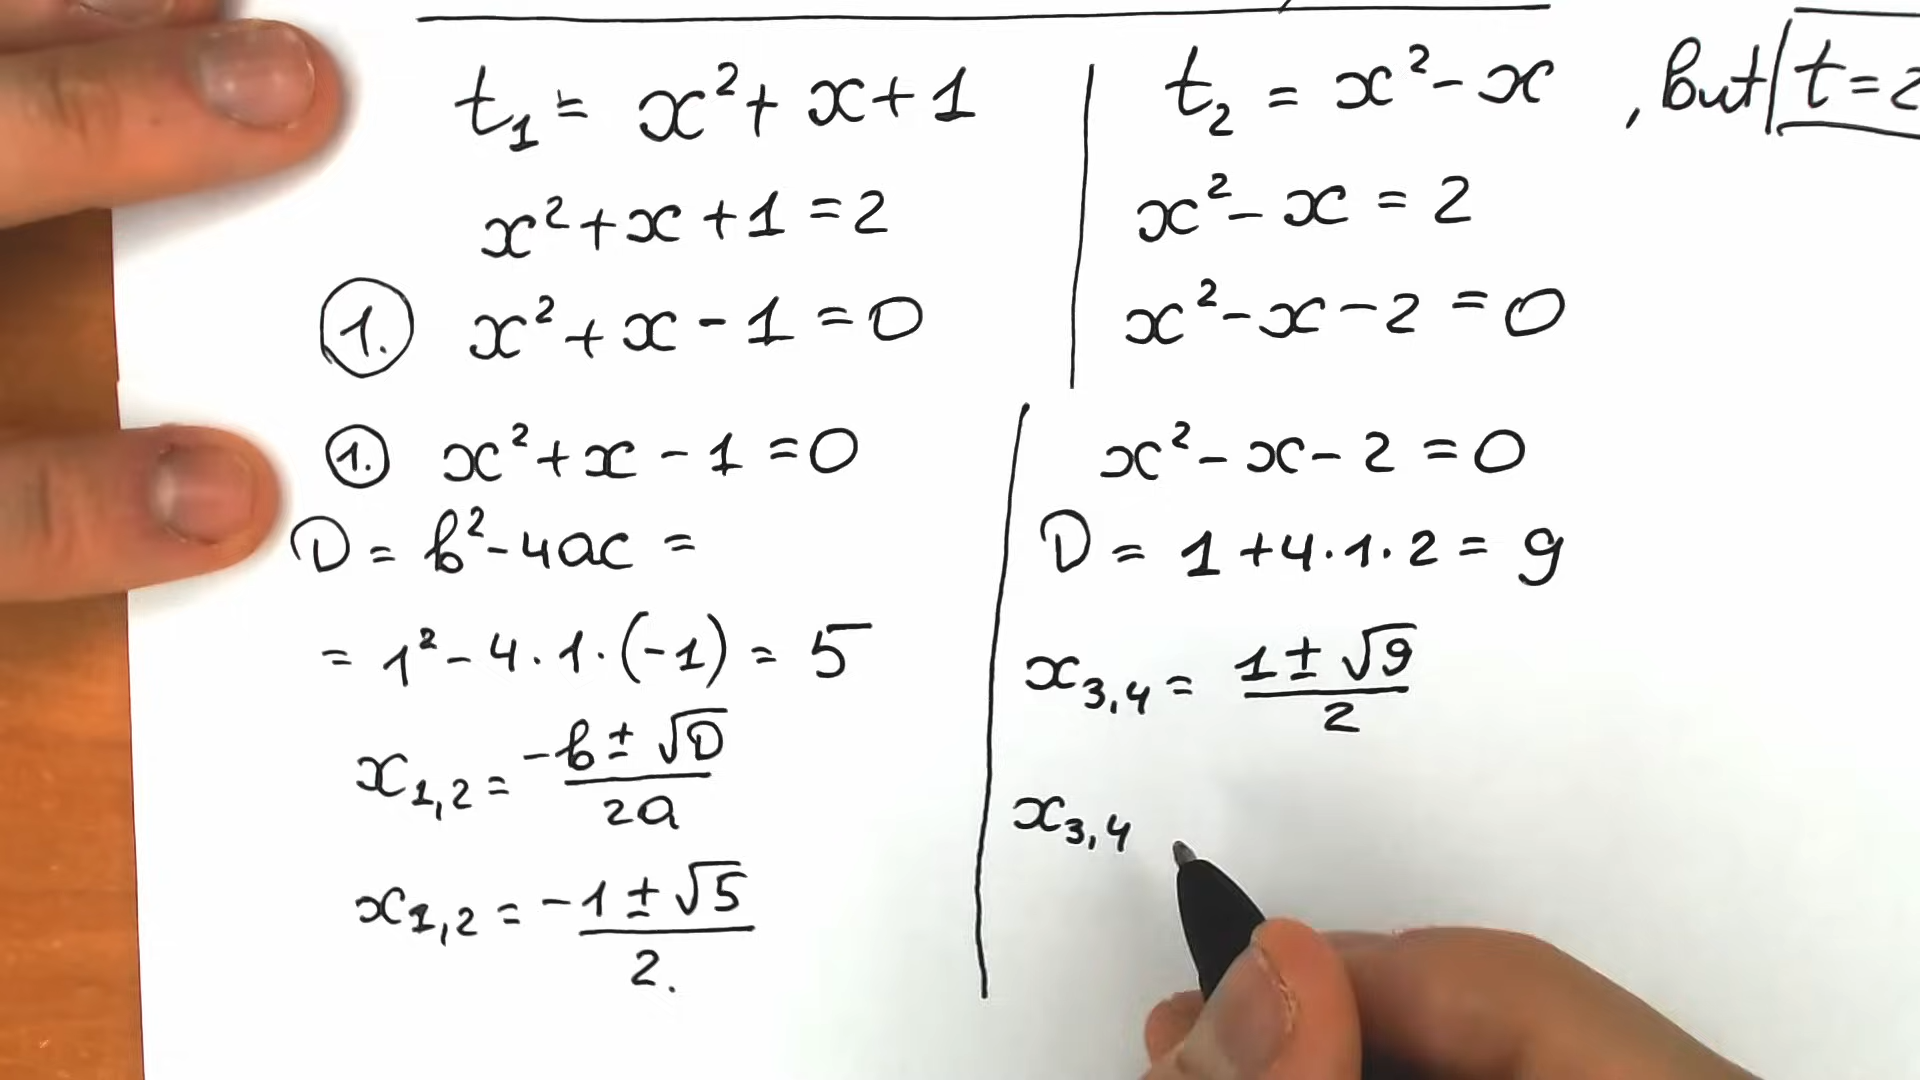 t₁ = x² + x + 1
x² + x + 1 = 2
1. x² + x - 1 = 0
t₂ = x² - x , but t = 2
x² - x = 2
x² - x - 2 = 0
1. x² + x - 1 = 0
D = b² - 4ac =
= 1² - 4 · 1 · (-1) = 5
x₁,₂ = -b ± √D / 2a
x₁,₂ = -1 ± √5 / 2.
x² - x - 2 = 0
D = 1 + 4 · 1 · 2 = 9
x₃,₄ = 1 ± √9 / 2
x₃,₄